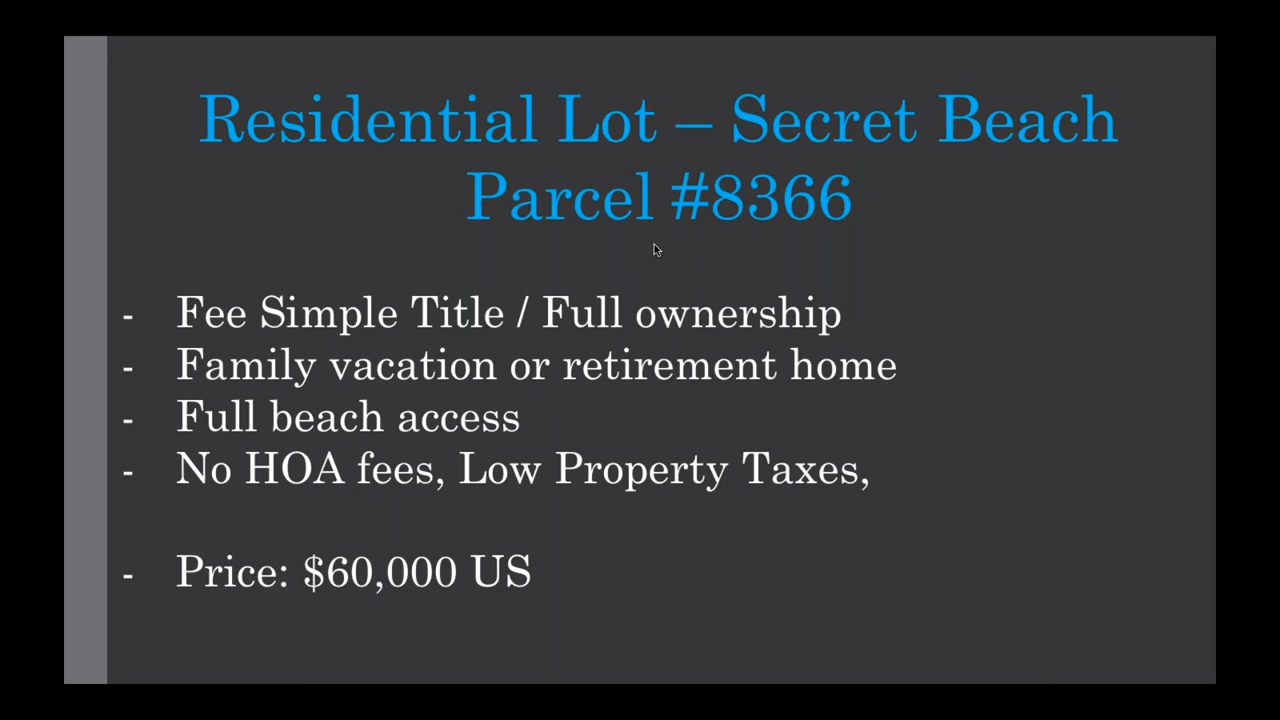 Residential Lot – Secret Beach
Parcel #8366
- Fee Simple Title / Full ownership
- Family vacation or retirement home
- Full beach access
- No HOA fees, Low Property Taxes,
- Price: $60,000 US